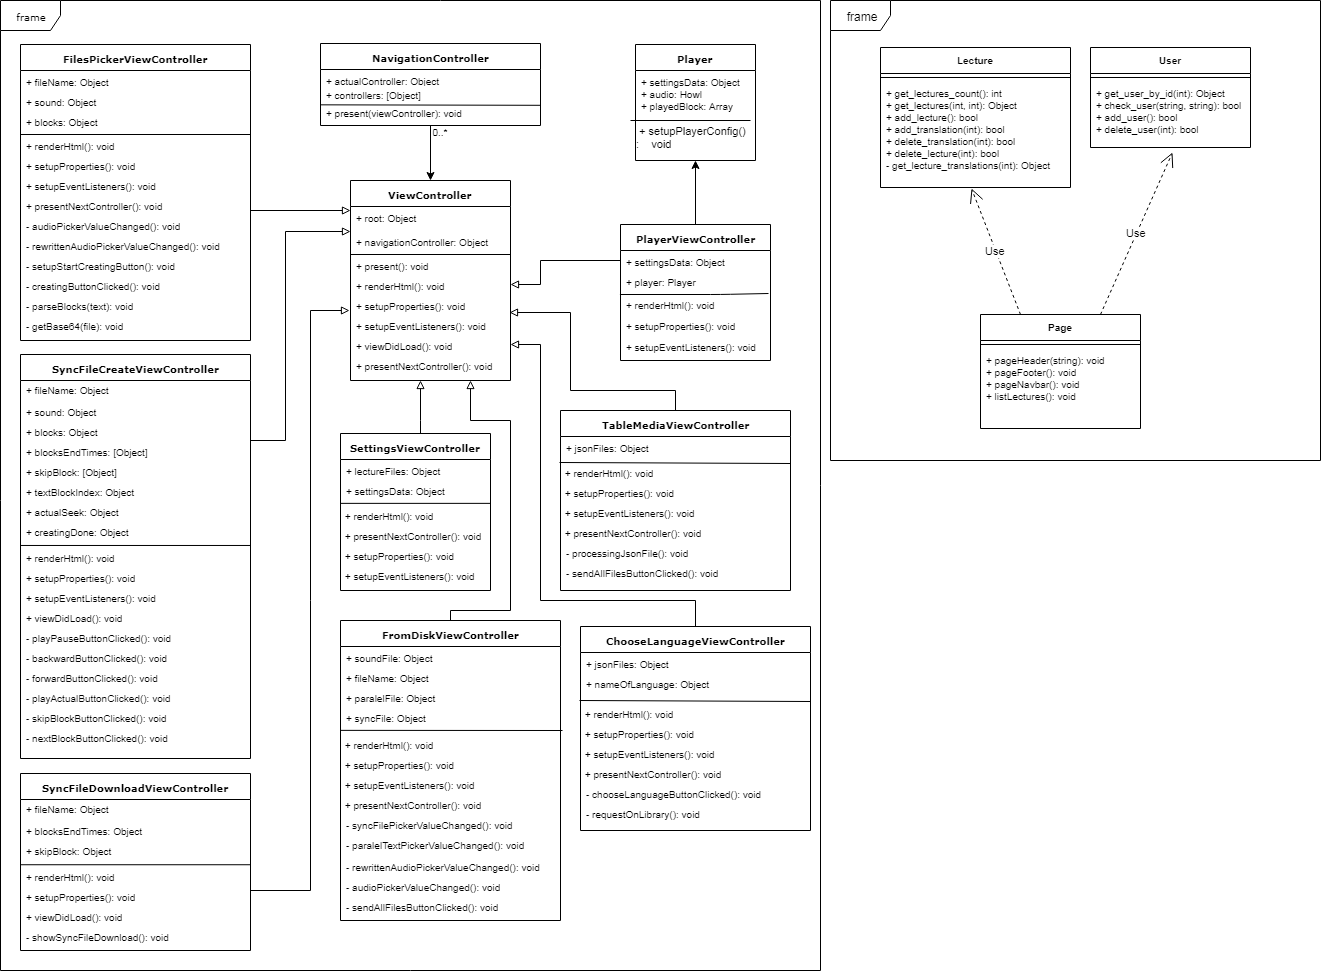 frame
FilesPickerViewController
+ fileName: Object
+ sound: Object
+ blocks: Object
+ renderHtml(): void
+ setupProperties(): void
+ setupEventListeners(): void
+ presentNextController(): void
- audioPickerValueChanged(): void
- rewrittenAudioPickerValueChanged(): void
- setupStartCreatingButton(): void
- creatingButtonClicked(): void
- parseBlocks(text): void
- getBase64(file): void
SyncFileCreateViewController
+ fileName: Object
+ sound: Object
+ blocks: Object
+ blocksEndTimes: [Object]
+ skipBlock: [Object]
+ textBlockIndex: Object
+ actualSeek: Object
+ creatingDone: Object
+ renderHtml(): void
+ setupProperties(): void
+ setupEventListeners(): void
+ viewDidLoad(): void
- playPauseButtonClicked(): void
- backwardButtonClicked(): void
- forwardButtonClicked(): void
- playActualButtonClicked(): void
- skipBlockButtonClicked(): void
- nextBlockButtonClicked(): void
SyncFileDownloadViewController
+ fileName: Object
+ blocksEndTimes: Object
+ skipBlock: Object
+ renderHtml(): void
+ setupProperties(): void
+ viewDidLoad(): void
- showSyncFileDownload(): void
NavigationController
+ actualController: Object
+ controllers: [Object]
+ present(viewController): void
0..*
ViewController
+ root: Object
+ navigationController: Object
+ present(): void
+ renderHtml(): void
+ setupProperties(): void
+ setupEventListeners(): void
+ viewDidLoad(): void
+ presentNextController(): void
SettingsViewController
+ lectureFiles: Object
+ settingsData: Object
+ renderHtml(): void
+ presentNextController(): void
+ setupProperties(): void
+ setupEventListeners(): void
FromDiskViewController
+ soundFile: Object
+ fileName: Object
+ paralelFile: Object
+ syncFile: Object
+ renderHtml(): void
+ setupProperties(): void
+ setupEventListeners(): void
+ presentNextController(): void
- syncFilePickerValueChanged(): void
- paralelTextPickerValueChanged(): void
- rewrittenAudioPickerValueChanged(): void
- audioPickerValueChanged(): void
- sendAllFilesButtonClicked(): void
Player
+ settingsData: Object
+ audio: Howl
+ playedBlock: Array
+ setupPlayerConfig()
: void
PlayerViewController
+ settingsData: Object
+ player: Player
+ renderHtml(): void
+ setupProperties(): void
+ setupEventListeners(): void
TableMediaViewController
+ jsonFiles: Object
+ renderHtml(): void
+ setupProperties(): void
+ setupEventListeners(): void
+ presentNextController(): void
- processingJsonFile(): void
- sendAllFilesButtonClicked(): void
ChooseLanguageViewController
+ jsonFiles: Object
+ nameOfLanguage: Object
+ renderHtml(): void
+ setupProperties(): void
+ setupEventListeners(): void
+ presentNextController(): void
- chooseLanguageButtonClicked(): void
- requestOnLibrary(): void
frame
Lecture
+ get_lectures_count(): int
+ get_lectures(int, int): Object
+ add_lecture(): bool
+ add_translation(int): bool
+ delete_translation(int): bool
+ delete_lecture(int): bool
- get_lecture_translations(int): Object
User
+ get_user_by_id(int): Object
+ check_user(string, string): bool
+ add_user(): bool
+ delete_user(int): bool
Use
Use
Page
+ pageHeader(string): void
+ pageFooter(): void
+ pageNavbar(): void
+ listLectures(): void